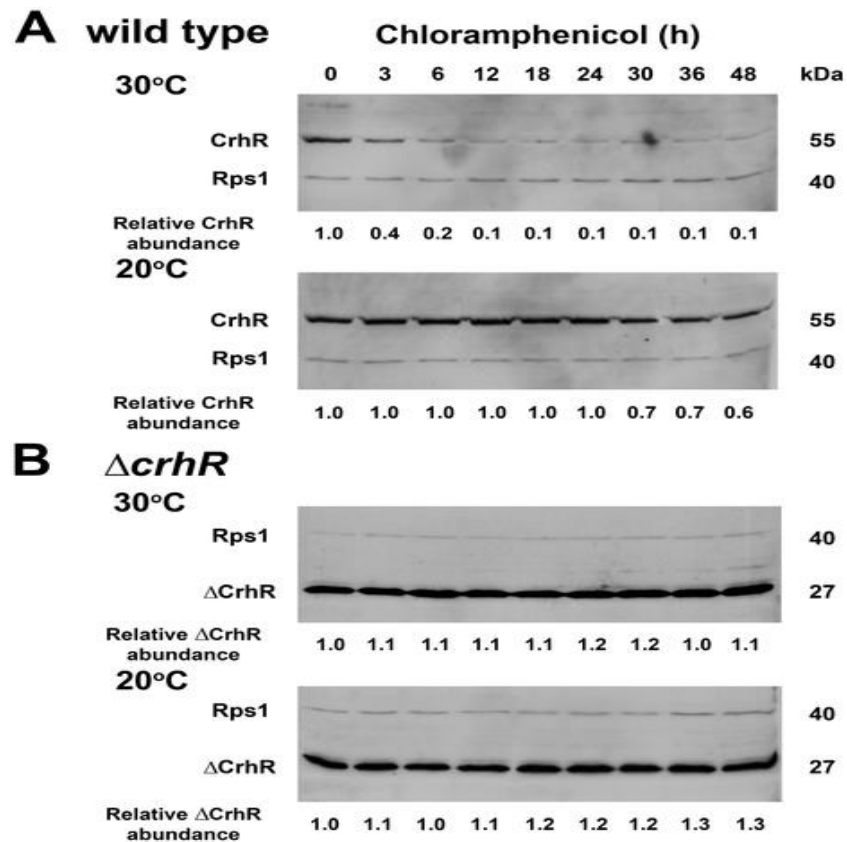 A wild type Chloramphenicol (h)
0 3 6 12 18 24 30 36 48 kDa
30°C
CrhR 55
Rps1 40
Relative CrhR
abundance
1.0 0.4 0.2 0.1 0.1 0.1 0.1 0.1 0.1
20°C
CrhR 55
Rps1 40
Relative CrhR
abundance
1.0 1.0 1.0 1.0 1.0 1.0 0.7 0.7 0.6
B ΔcrhR
30°C
Rps1 40
ΔCrhR 27
Relative ΔCrhR
abundance
1.0 1.1 1.1 1.1 1.1 1.2 1.2 1.0 1.1
20°C
Rps1 40
ΔCrhR 27
Relative ΔCrhR
abundance
1.0 1.1 1.0 1.1 1.2 1.2 1.2 1.3 1.3